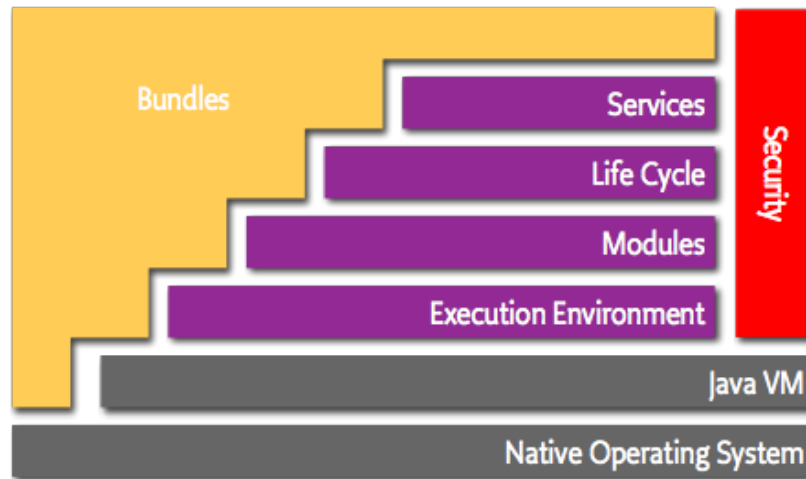 Bundles
Services
Life Cycle
Modules
Execution Environment
Security
Java VM
Native Operating System